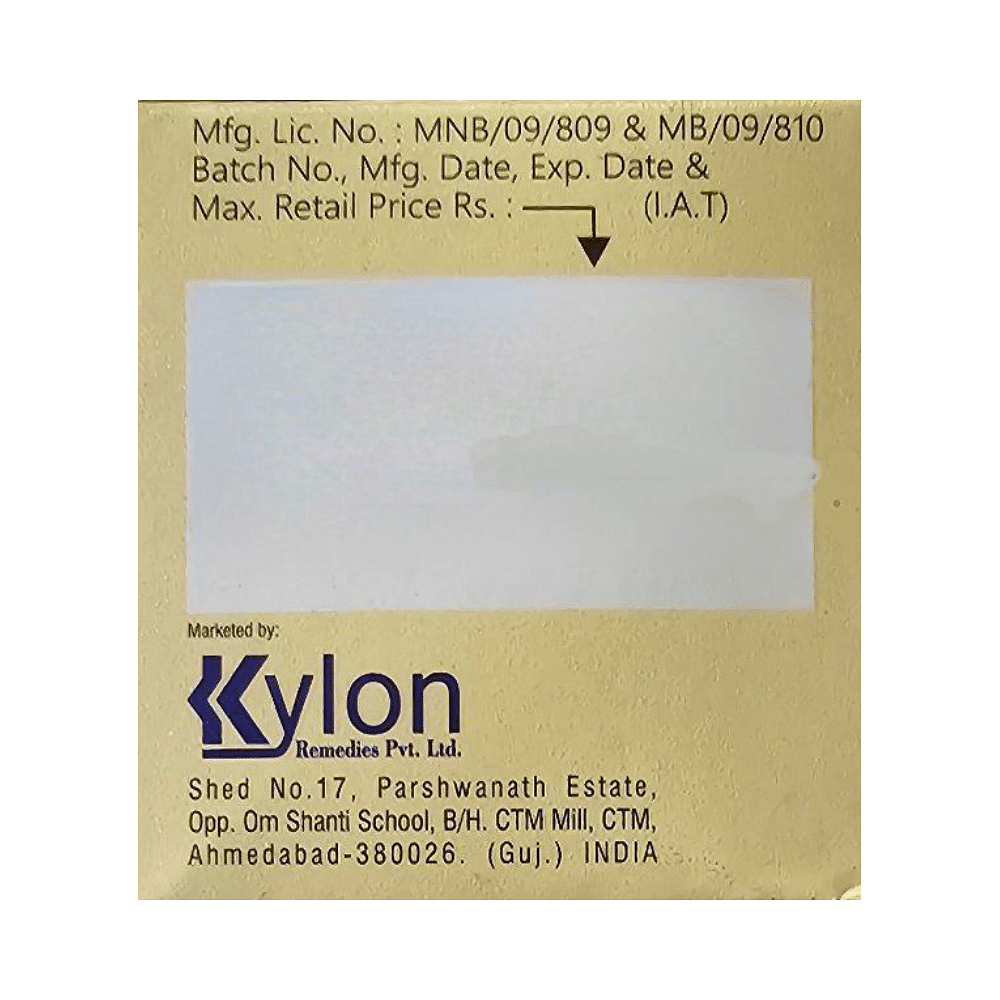 Mfg. Lic. No. : MNB/09/809 & MB/09/810
Batch No., Mfg. Date, Exp. Date &
Max. Retail Price Rs. : (I.A.T)
Marketed by:
Kylon
Remedies Pvt. Ltd.
Shed No.17, Parshwanath Estate,
Opp. Om Shanti School, B/H. CTM Mill, CTM,
Ahmedabad-380026. (Guj.) INDIA